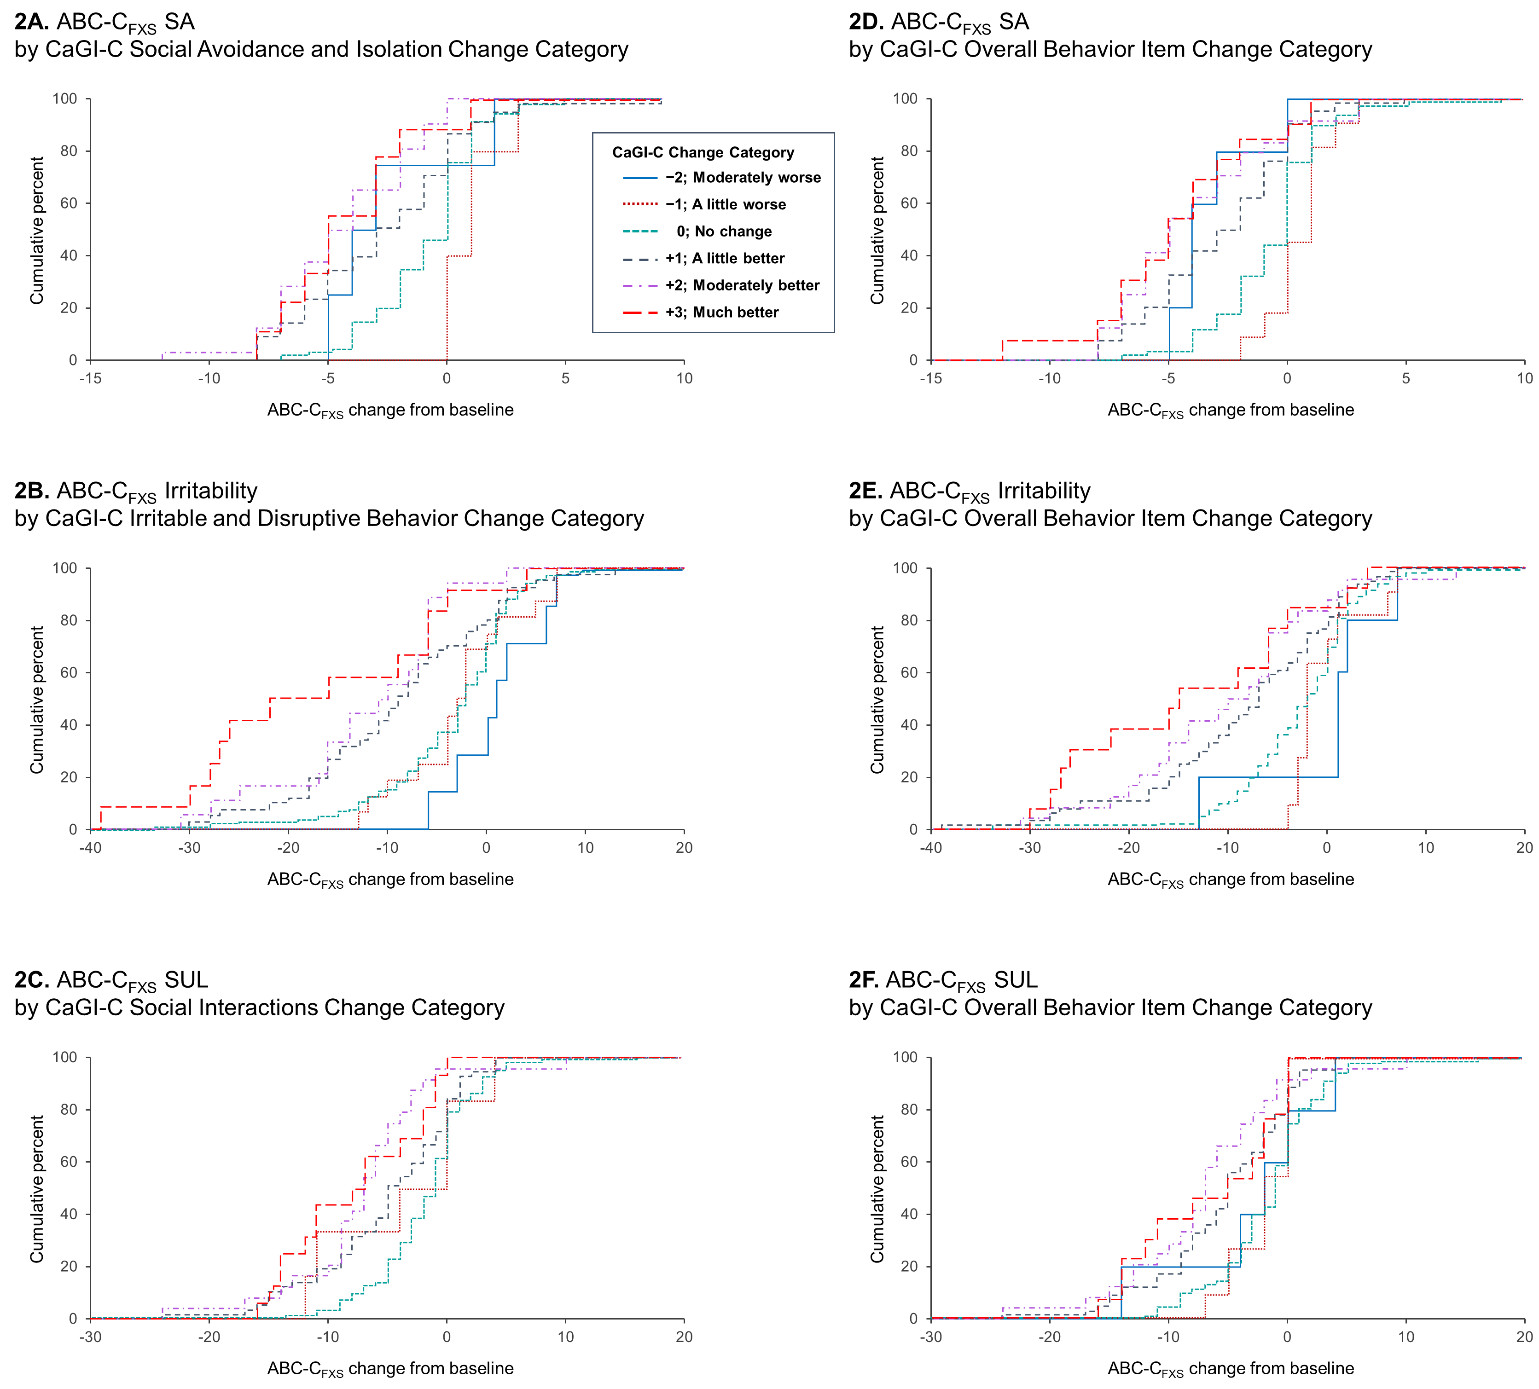 2A. ABC-CFXS SA
by CaGI-C Social Avoidance and Isolation Change Category
100
80
60
40
20
0
Cumulative percent
-15 -10 -5 0 5 10
ABC-CFXS change from baseline
CaGI-C Change Category
−2; Moderately worse
−1; A little worse
0; No change
+1; A little better
+2; Moderately better
+3; Much better
2D. ABC-CFXS SA
by CaGI-C Overall Behavior Item Change Category
100
80
60
40
20
0
Cumulative percent
-15 -10 -5 0 5 10
ABC-CFXS change from baseline
2B. ABC-CFXS Irritability
by CaGI-C Irritable and Disruptive Behavior Change Category
100
80
60
40
20
0
Cumulative percent
-40 -30 -20 -10 0 10 20
ABC-CFXS change from baseline
2E. ABC-CFXS Irritability
by CaGI-C Overall Behavior Item Change Category
100
80
60
40
20
0
Cumulative percent
-40 -30 -20 -10 0 10 20
ABC-CFXS change from baseline
2C. ABC-CFXS SUL
by CaGI-C Social Interactions Change Category
100
80
60
40
20
0
Cumulative percent
-30 -20 -10 0 10 20
ABC-CFXS change from baseline
2F. ABC-CFXS SUL
by CaGI-C Overall Behavior Item Change Category
100
80
60
40
20
0
Cumulative percent
-30 -20 -10 0 10 20
ABC-CFXS change from baseline